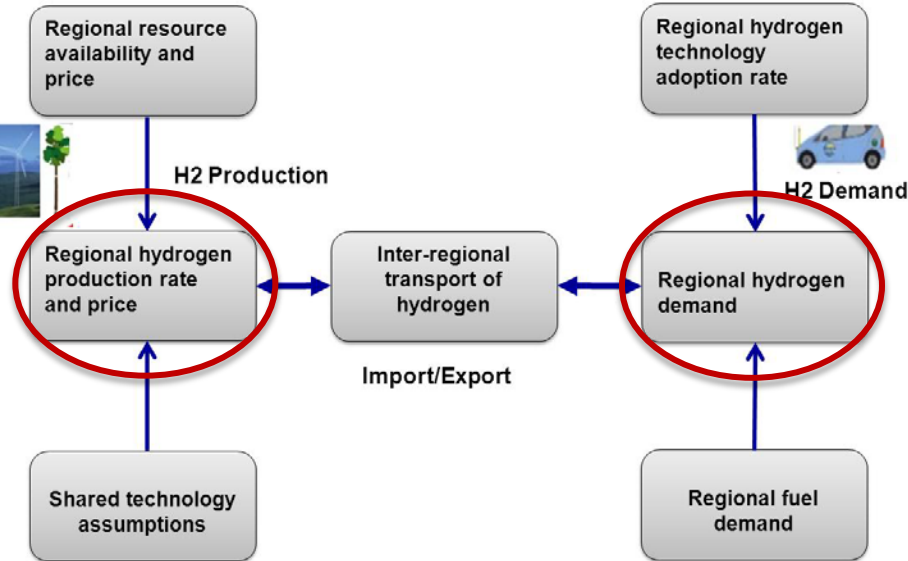 Regional resource
availability and
price
Regional hydrogen
technology
adoption rate
H2 Production
H2 Demand
Regional hydrogen
production rate
and price
Inter-regional
transport of
hydrogen
Regional hydrogen
demand
Import/Export
Shared technology
assumptions
Regional fuel
demand